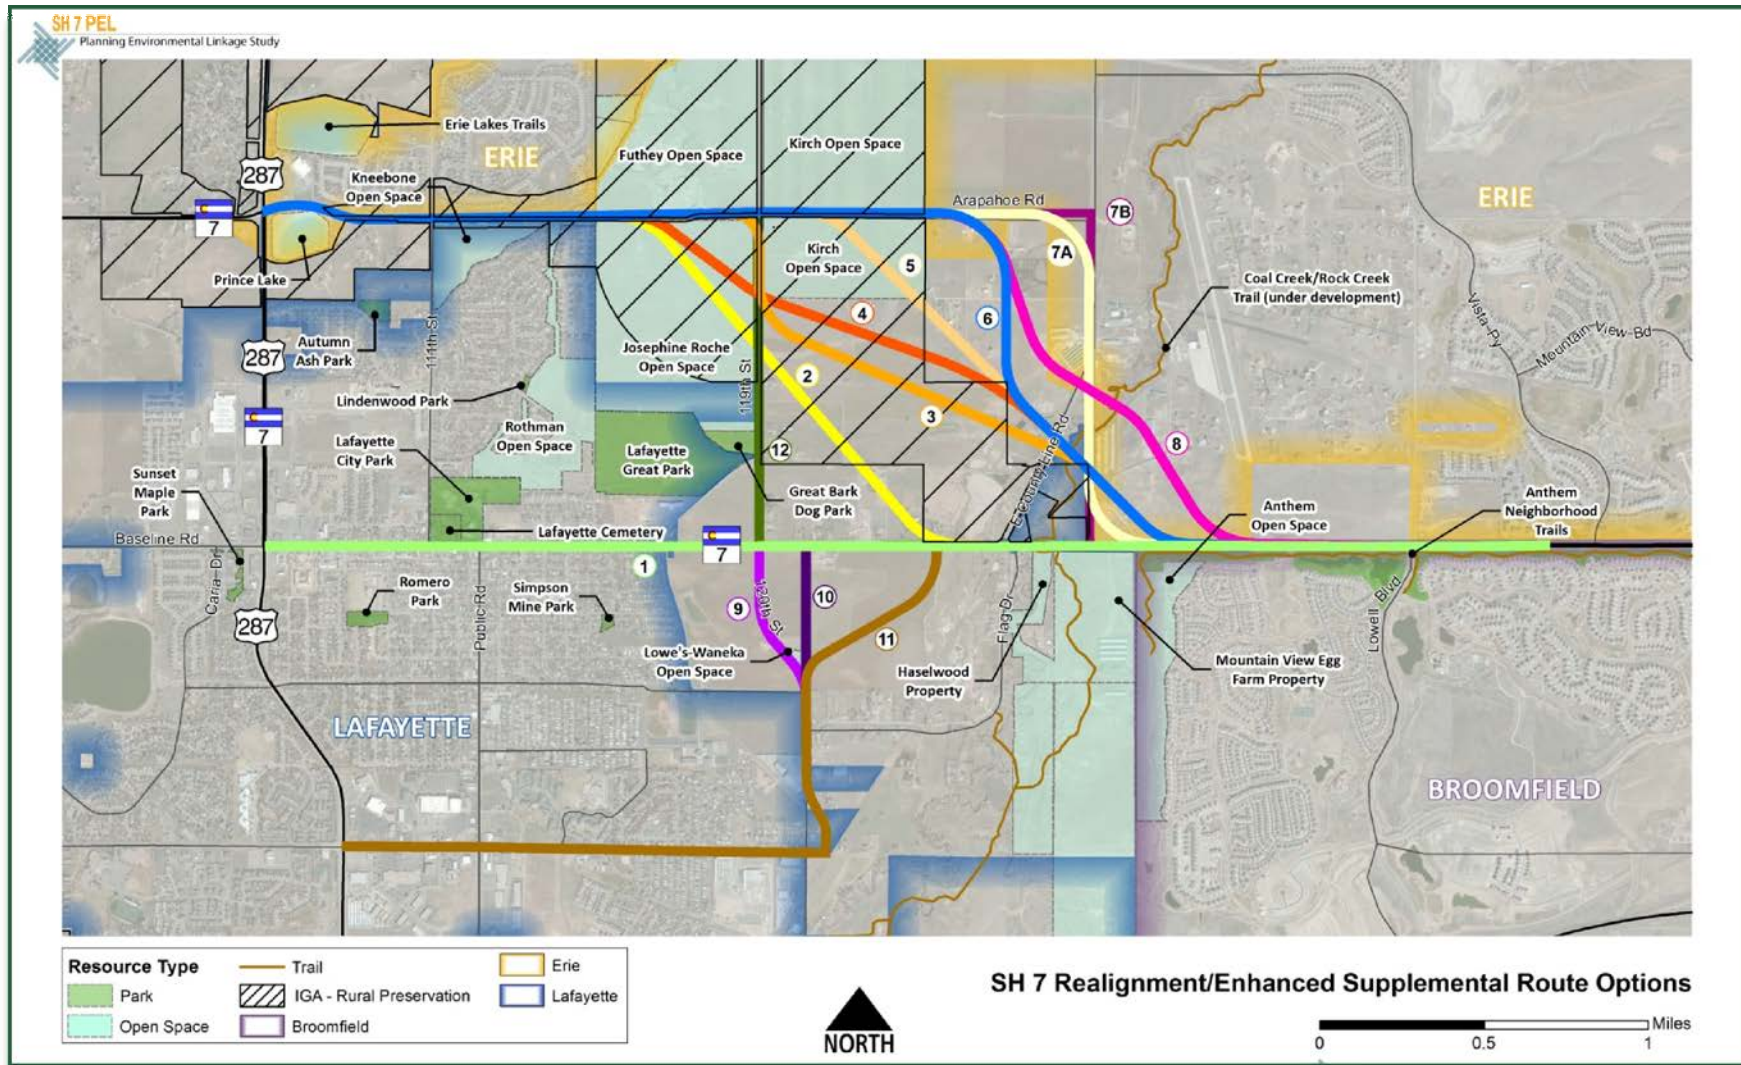 SH 7 PEL
Planning Environmental Linkage Study
Erie Lakes Trails
ERIE
Futhey Open Space
Kirch Open Space
287
Kneebone
Open Space
ERIE
7
Arapahoe Rd
7B
7A
Prince Lake
Kirch
Open Space
5
Coal Creek/Rock Creek
Trail (under development)
Vista Py
Mountain View Bd
111th St
4
6
287
Autumn
Ash Park
Josephine Roche
Open Space
119th St
2
Lindenwood Park
7
3
Rothman
Open Space
E County Line Rd
8
Lafayette
City Park
Lafayette
Great Park
12
Sunset
Maple
Park
Great Bark
Dog Park
Anthem
Open Space
Anthem
Neighborhood
Trails
Lafayette Cemetery
7
Baseline Rd
1
Caria Dr
Romero
Park
Public Rd
Simpson
Mine Park
9
120th St
10
11
Flag Dr
Lowell Blvd
287
Lowe's-Waneka
Open Space
Haselwood
Property
Mountain View Egg
Farm Property
LAFAYETTE
BROOMFIELD
Resource Type
Park
Open Space
Trail
IGA - Rural Preservation
Broomfield
Erie
Lafayette
NORTH
SH 7 Realignment/Enhanced Supplemental Route Options
Miles
0 0.5 1